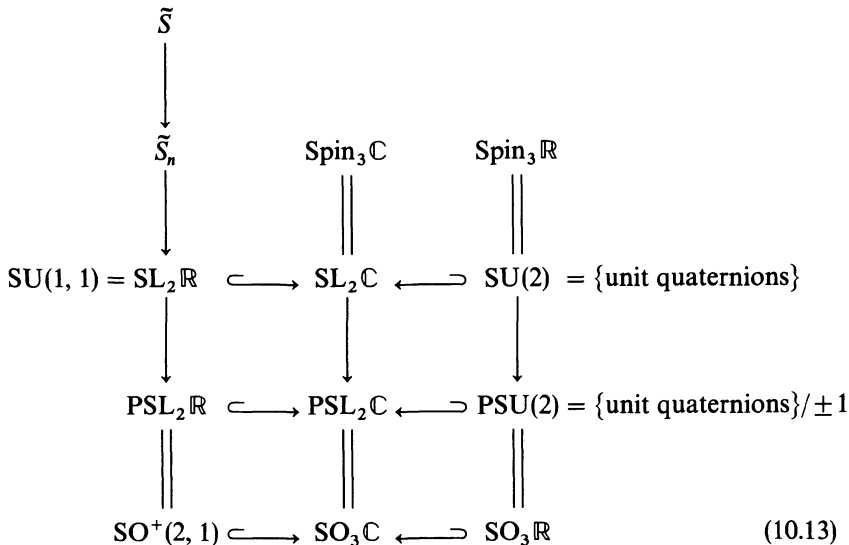 S̃
S̃ₙ Spin₃ℂ Spin₃ℝ
SU(1, 1) = SL₂ℝ SL₂ℂ SU(2) = {unit quaternions}
PSL₂ℝ PSL₂ℂ PSU(2) = {unit quaternions}/±1
SO⁺(2, 1) SO₃ℂ SO₃ℝ (10.13)